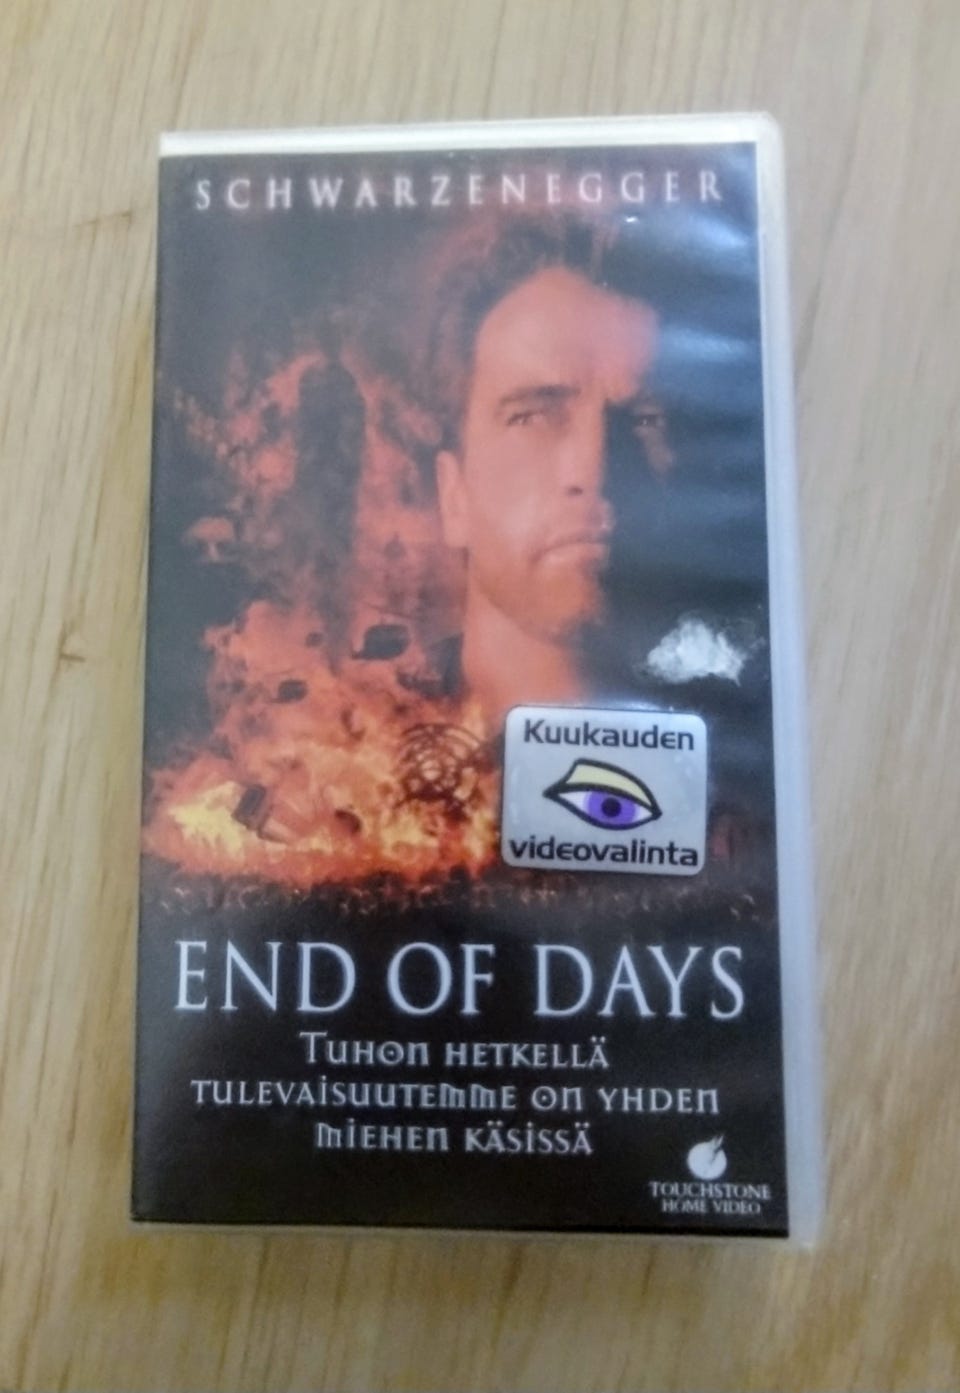 SCHWARZENEGGER
Kuukauden
videovalinta
END OF DAYS
TUHON HETKELLÄ
TULEVAISUUTEMME ON YHDEN
MIEHEN KÄSISSÄ
TOUCHSTONE
HOME VIDEO